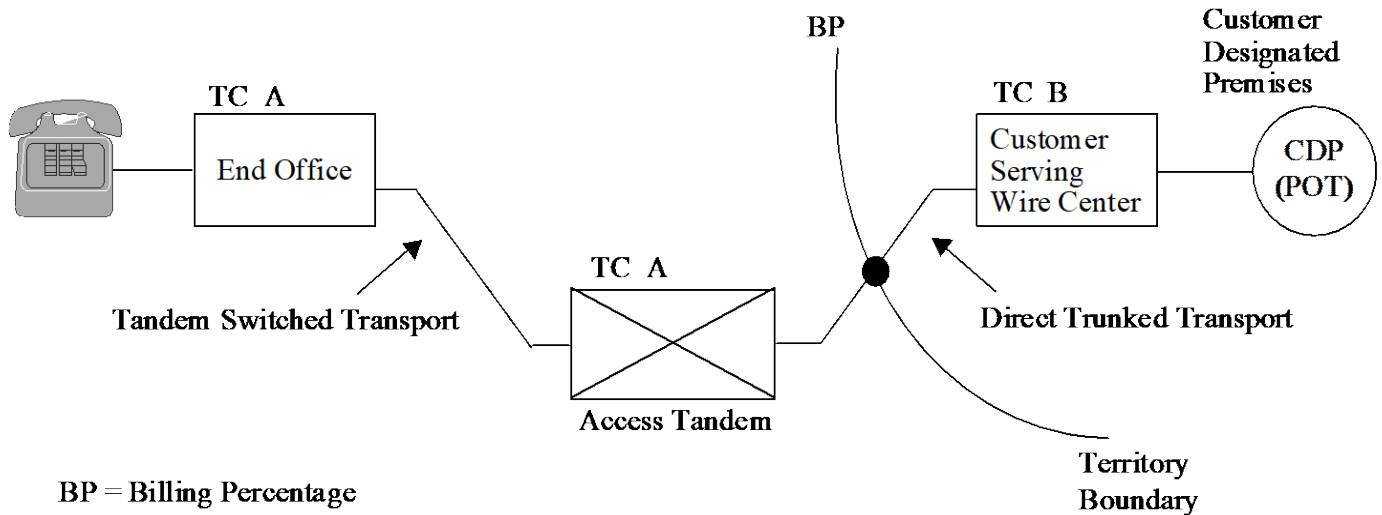 BP
Customer
Designated
Premises
TC A
TC B
End Office
Customer
Serving
Wire Center
CDP
(POT)
TC A
Tandem Switched Transport
Direct Trunked Transport
Access Tandem
Territory
Boundary
BP = Billing Percentage